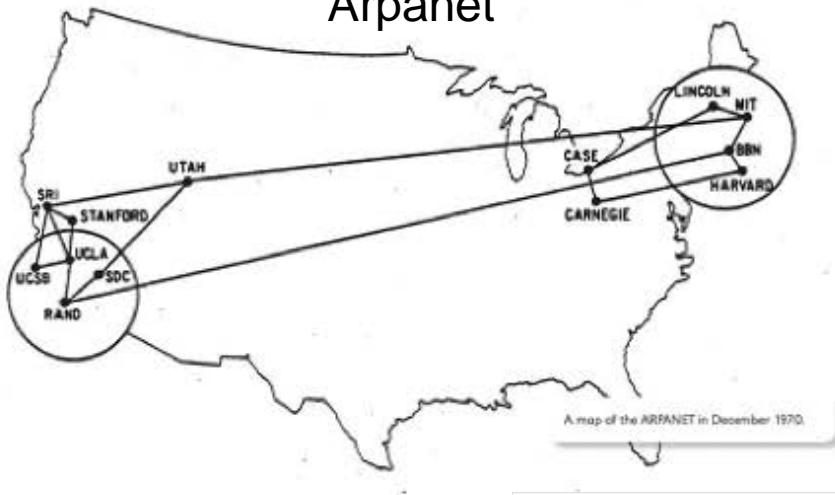 Arpanet
LINCOLN
MIT
CASE
BBN
UTAH
HARVARD
SRI
STANFORD
CARNEGIE
UCLA
UCSB
SDC
RAND
A map of the ARPANET in December 1970.